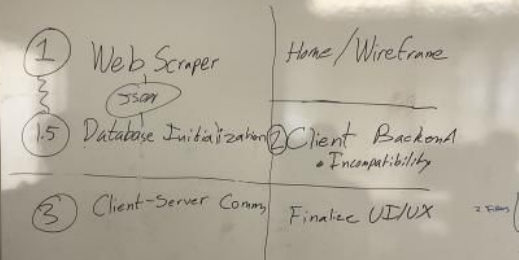 1 Web Scraper
JSON
1.5 Database Initialization
3 Client-Server Comm
Home/Wireframe
2 Client Backend
• Incompatibility
Finalize UI/UX